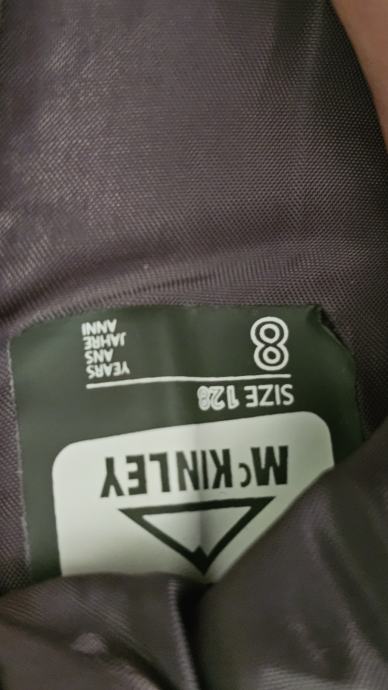 McKINLEY
SIZE 128
8
YEARS
ANS
JAHRE
ANNI